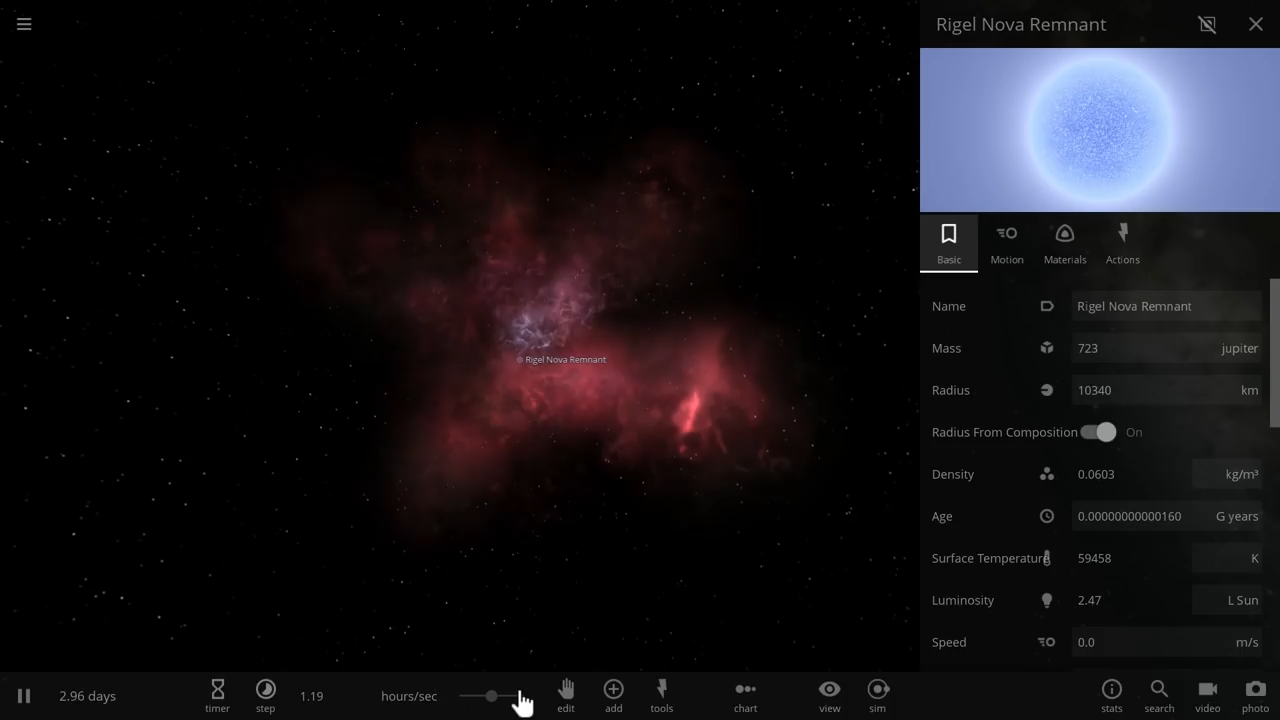 Rigel Nova Remnant
Basic
Motion
Materials
Actions
Name
Rigel Nova Remnant
Mass
723
jupiter
Radius
10340
km
Radius From Composition
On
Density
0.0603
kg/m³
Age
0.00000000000160
G years
Surface Temperature
59458
K
Luminosity
2.47
L Sun
Speed
0.0
m/s
Rigel Nova Remnant
2.96 days
timer
step
1.19
hours/sec
edit
add
tools
chart
view
sim
stats
search
video
photo